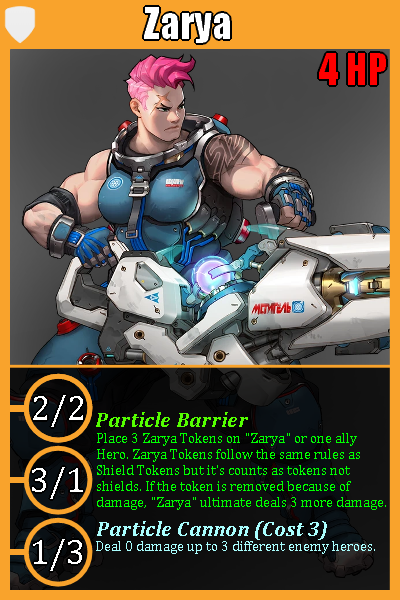 Zarya
4 HP
МСТИТЕЛЬ
2/2
3/1
1/3
Particle Barrier
Place 3 Zarya Tokens on "Zarya" or one ally
Hero. Zarya Tokens follow the same rules as
Shield Tokens but it's counts as tokens not
shields. If the token is removed because of
damage, "Zarya" ultimate deals 3 more damage.
Particle Cannon (Cost 3)
Deal 0 damage up to 3 different enemy heroes.